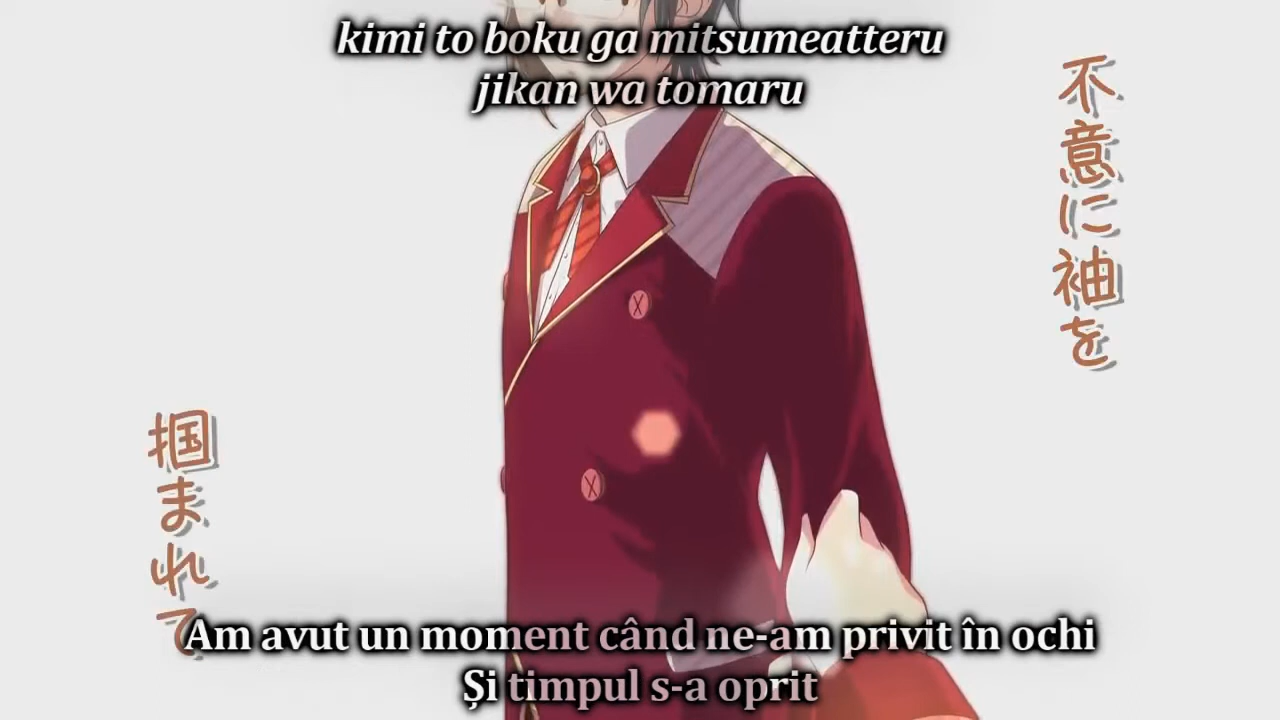 kimi to boku ga mitsumeatteru
jikan wa tomaru
不意に袖を
掴まれて
Am avut un moment când ne-am privit în ochi
Și timpul s-a oprit